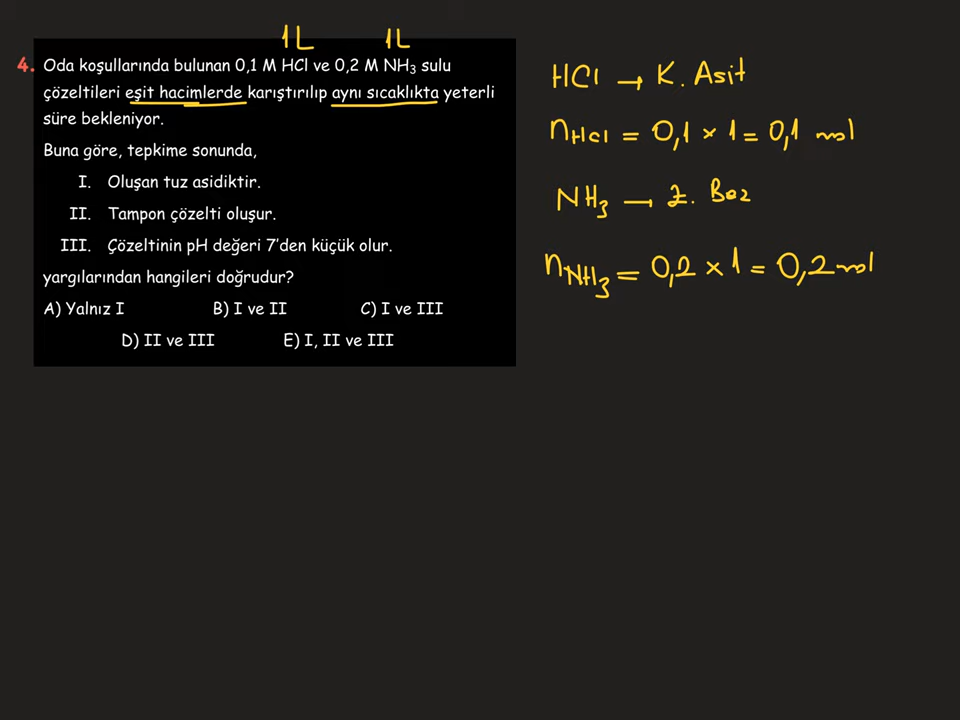 1L 1L
4. Oda koşullarında bulunan 0,1 M HCl ve 0,2 M NH3 sulu
çözeltileri eşit hacimlerde karıştırılıp aynı sıcaklıkta yeterli
süre bekleniyor.
Buna göre, tepkime sonunda,
I. Oluşan tuz asidiktir.
II. Tampon çözelti oluşur.
III. Çözeltinin pH değeri 7'den küçük olur.
yargılarından hangileri doğrudur?
A) Yalnız I B) I ve II C) I ve III
D) II ve III E) I, II ve III
HCl → K. Asit
nHCl = 0,1 × 1 = 0,1 mol
NH3 → Z. Baz
nNH3 = 0,2 × 1 = 0,2 mol